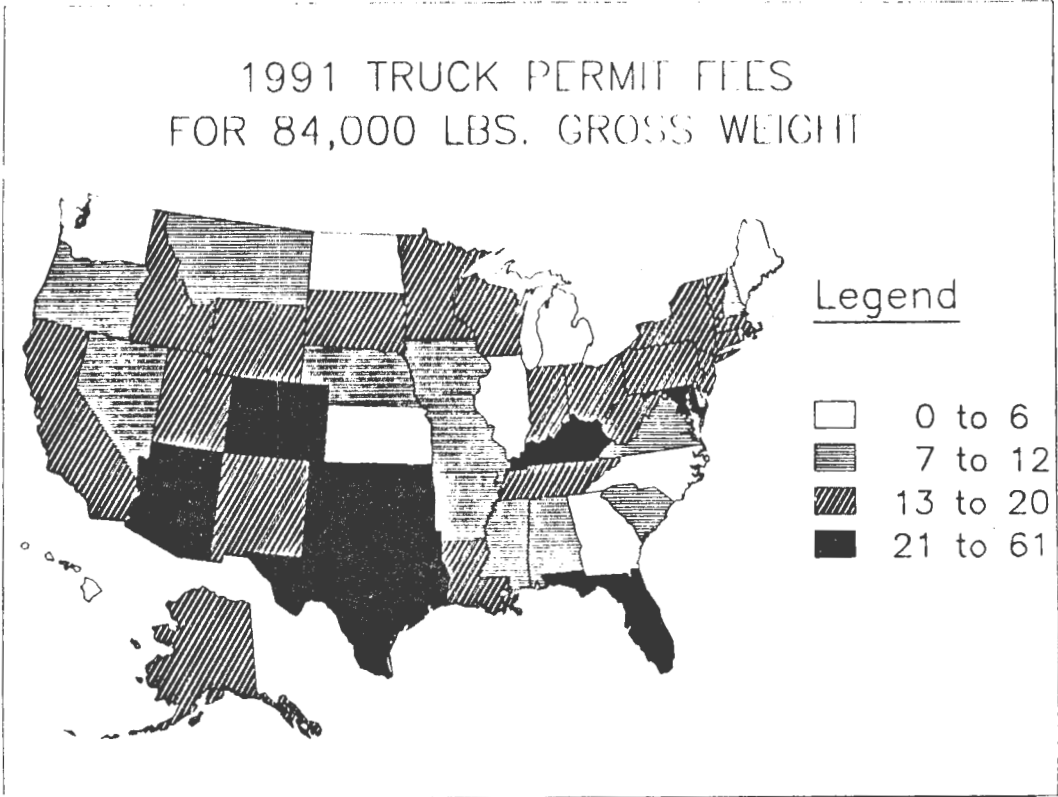 1991 TRUCK PERMIT FEES
FOR 84,000 LBS. GROSS WEIGHT
Legend
0 to 6
7 to 12
13 to 20
21 to 61